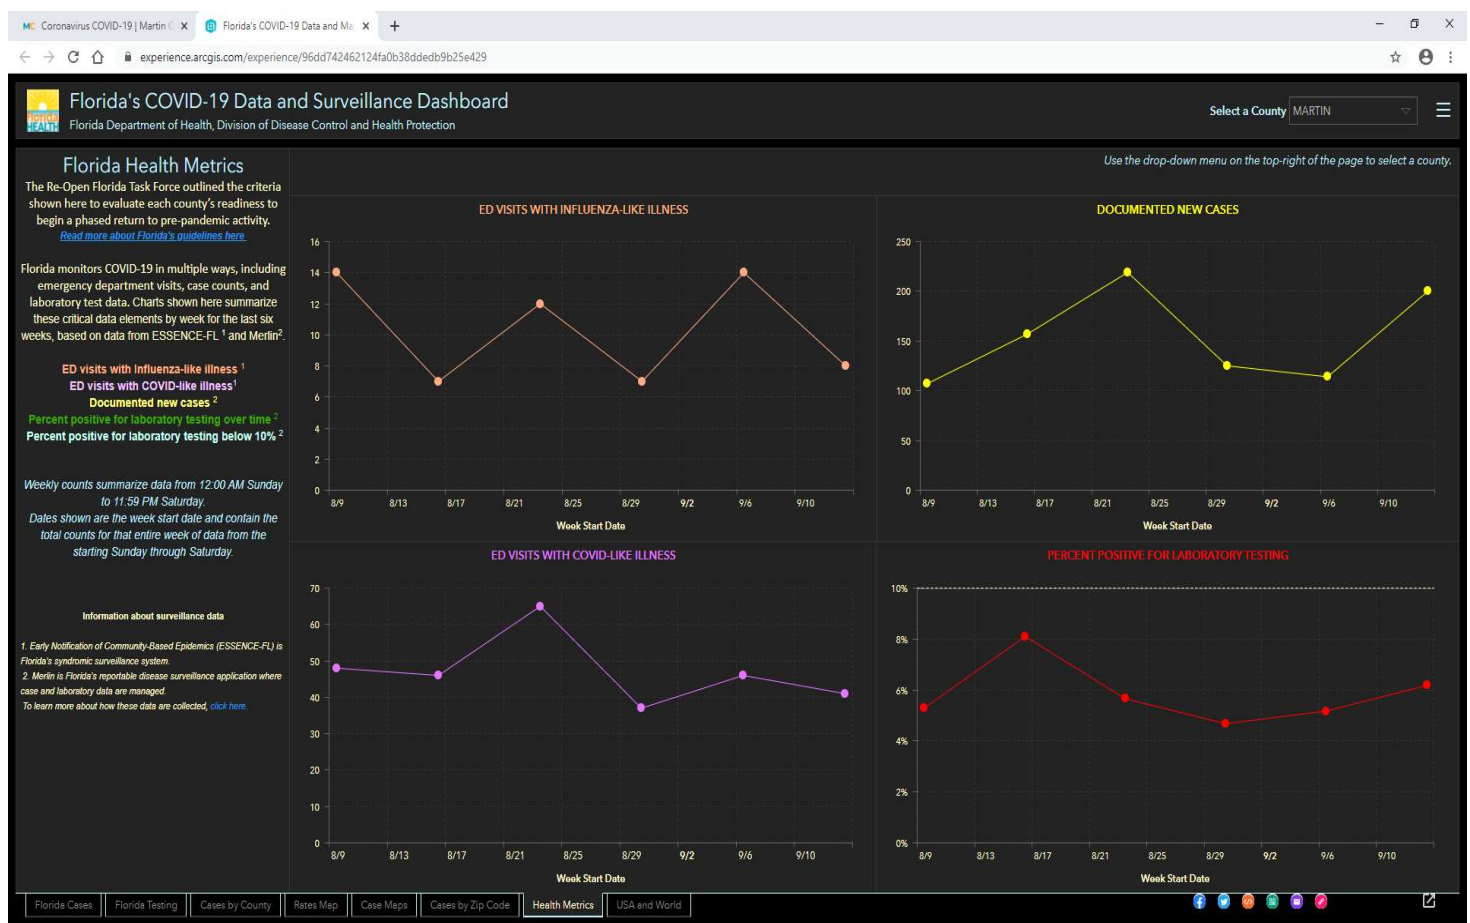 Coronavirus COVID-19 | Martin C
Florida's COVID-19 Data and Ma
experience.arcgis.com/experience/96dd742462124fa0b38ddedb9b25e429
Florida's COVID-19 Data and Surveillance Dashboard
Florida Department of Health, Division of Disease Control and Health Protection
Florida
HEALTH
Select a County MARTIN
Florida Health Metrics
The Re-Open Florida Task Force outlined the criteria
shown here to evaluate each county's readiness to
begin a phased return to pre-pandemic activity.
Read more about Florida's guidelines here
Florida monitors COVID-19 in multiple ways, including
emergency department visits, case counts, and
laboratory test data. Charts shown here summarize
these critical data elements by week for the last six
weeks, based on data from ESSENCE-FL ¹ and Merlin².
ED visits with Influenza-like illness ¹
ED visits with COVID-like illness¹
Documented new cases ²
Percent positive for laboratory testing over time ²
Percent positive for laboratory testing below 10% ²
Weekly counts summarize data from 12:00 AM Sunday
to 11:59 PM Saturday.
Dates shown are the week start date and contain the
total counts for that entire week of data from the
starting Sunday through Saturday.
Information about surveillance data
1. Early Notification of Community-Based Epidemics (ESSENCE-FL) is
Florida's syndromic surveillance system.
2. Merlin is Florida's reportable disease surveillance application where
case and laboratory data are managed.
To learn more about how these data are collected, click here.
Use the drop-down menu on the top-right of the page to select a county.
ED VISITS WITH INFLUENZA-LIKE ILLNESS
16
14
12
10
8
6
4
2
0
8/9 8/13 8/17 8/21 8/25 8/29 9/2 9/6 9/10
Week Start Date
DOCUMENTED NEW CASES
250
200
150
100
50
0
8/9 8/13 8/17 8/21 8/25 8/29 9/2 9/6 9/10
Week Start Date
ED VISITS WITH COVID-LIKE ILLNESS
70
60
50
40
30
20
10
0
8/9 8/13 8/17 8/21 8/25 8/29 9/2 9/6 9/10
Week Start Date
PERCENT POSITIVE FOR LABORATORY TESTING
10%
8%
6%
4%
2%
0%
8/9 8/13 8/17 8/21 8/25 8/29 9/2 9/6 9/10
Week Start Date
Florida Cases Florida Testing Cases by County Rates Map Case Maps Cases by Zip Code Health Metrics USA and World